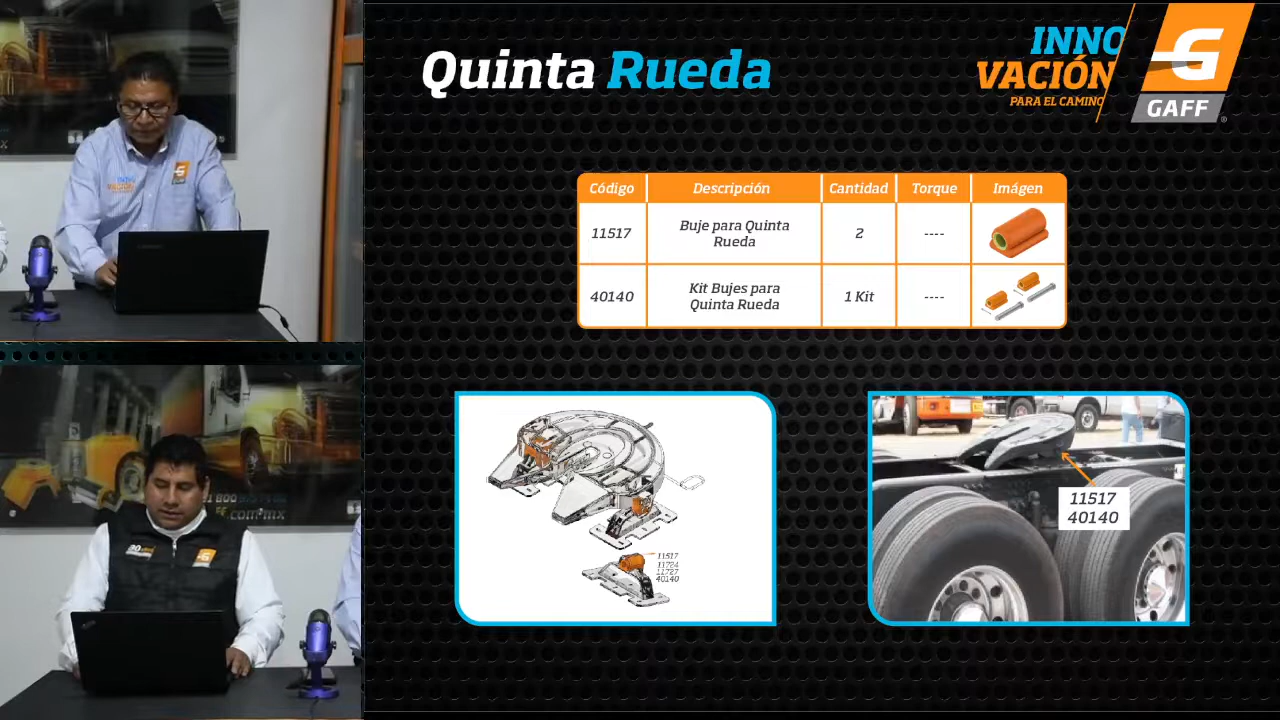 Quinta Rueda
INNO
VACIÓN
PARA EL CAMINO
G
GAFF
®
Código
Descripción
Cantidad
Torque
Imágen
11517
Buje para Quinta
Rueda
2
----
40140
Kit Bujes para
Quinta Rueda
1 Kit
----
11517
11724
11727
40140
11517
40140